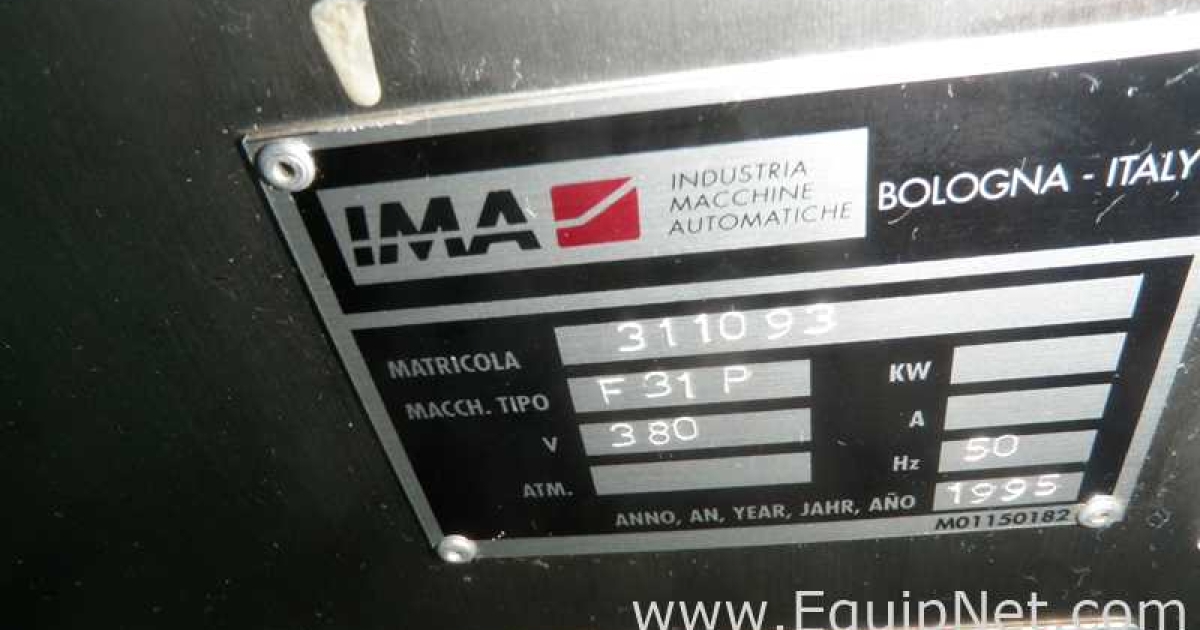 IMA
INDUSTRIA
MACCHINE
AUTOMATICHE
BOLOGNA - ITALY
MATRICOLA 311093
MACCH. TIPO F 31 P
KW
V 380
A
ATM.
Hz 50
ANNO, AN, YEAR, JAHR, AÑO 1995
M01150182
www.EquipNet.com